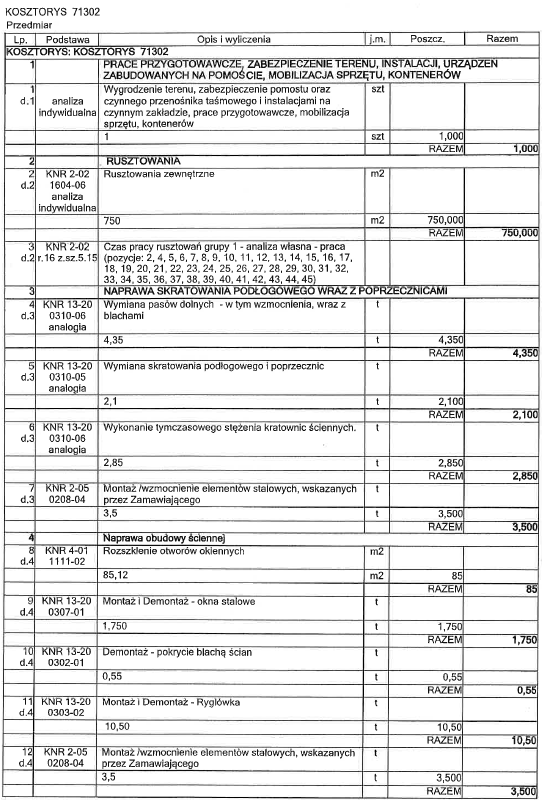 KOSZTORYS 71302
Przedmiar
Lp. Podstawa Opis i wyliczenia j.m. Poszcz. Razem
KOSZTORYS: KOSZTORYS 71302
1 PRACE PRZYGOTOWAWCZE, ZABEZPIECZENIE TERENU, INSTALACJI, URZĄDZEŃ
ZABUDOWANYCH NA POMOŚCIE, MOBILIZACJA SPRZĘTU, KONTENERÓW
1 Wygrodzenie terenu, zabezpieczenie pomostu oraz szt
d.1 analiza czynnego przenośnika taśmowego i instalacjami na
indywidualna czynnym zakładzie, prace przygotowawcze, mobilizacja
sprzętu, kontenerów
1 szt 1,000
RAZEM 1,000
2 RUSZTOWANIA
2 KNR 2-02 Rusztowania zewnętrzne m2
d.2 1604-06
analiza
indywidualna
750 m2 750,000
RAZEM 750,000
3 KNR 2-02 Czas pracy rusztowań grupy 1 - analiza własna - praca
d.2 r.16 z.sz.5.15 (pozycje: 2, 4, 5, 6, 7, 8, 9, 10, 11, 12, 13, 14, 15, 16, 17,
18, 19, 20, 21, 22, 23, 24, 25, 26, 27, 28, 29, 30, 31, 32,
33, 34, 35, 36, 37, 38, 39, 40, 41, 42, 43, 44, 45)
3 NAPRAWA SKRATOWANIA PODŁOGOWEGO WRAZ Z POPRZECZNICAMI
4 KNR 13-20 Wymiana pasów dolnych - w tym wzmocnienia, wraz z t
d.3 0310-06 blachami
analogia
4,35 t 4,350
RAZEM 4,350
5 KNR 13-20 Wymiana skratowania podłogowego i poprzecznic t
d.3 0310-05
analogia
2,1 t 2,100
RAZEM 2,100
6 KNR 13-20 Wykonanie tymczasowego stężenia kratownic ściennych. t
d.3 0310-06
analogia
2,85 t 2,850
RAZEM 2,850
7 KNR 2-05 Montaż /wzmocnienie elementów stalowych, wskazanych t
d.3 0208-04 przez Zamawiającego
3,5 t 3,500
RAZEM 3,500
4 Naprawa obudowy ściennej
8 KNR 4-01 Rozszklenie otworów okiennych m2
d.4 1111-02
85,12 m2 85
RAZEM 85
9 KNR 13-20 Montaż i Demontaż - okna stalowe t
d.4 0307-01
1,750 t 1,750
RAZEM 1,750
10 KNR 13-20 Demontaż - pokrycie blachą ścian t
d.4 0302-01
0,55 t 0,55
RAZEM 0,55
11 KNR 13-20 Montaż i Demontaż - Ryglówka t
d.4 0303-02
10,50 t 10,50
RAZEM 10,50
12 KNR 2-05 Montaż /wzmocnienie elementów stalowych, wskazanych t
d.4 0208-04 przez Zamawiającego
3,5 t 3,500
RAZEM 3,500